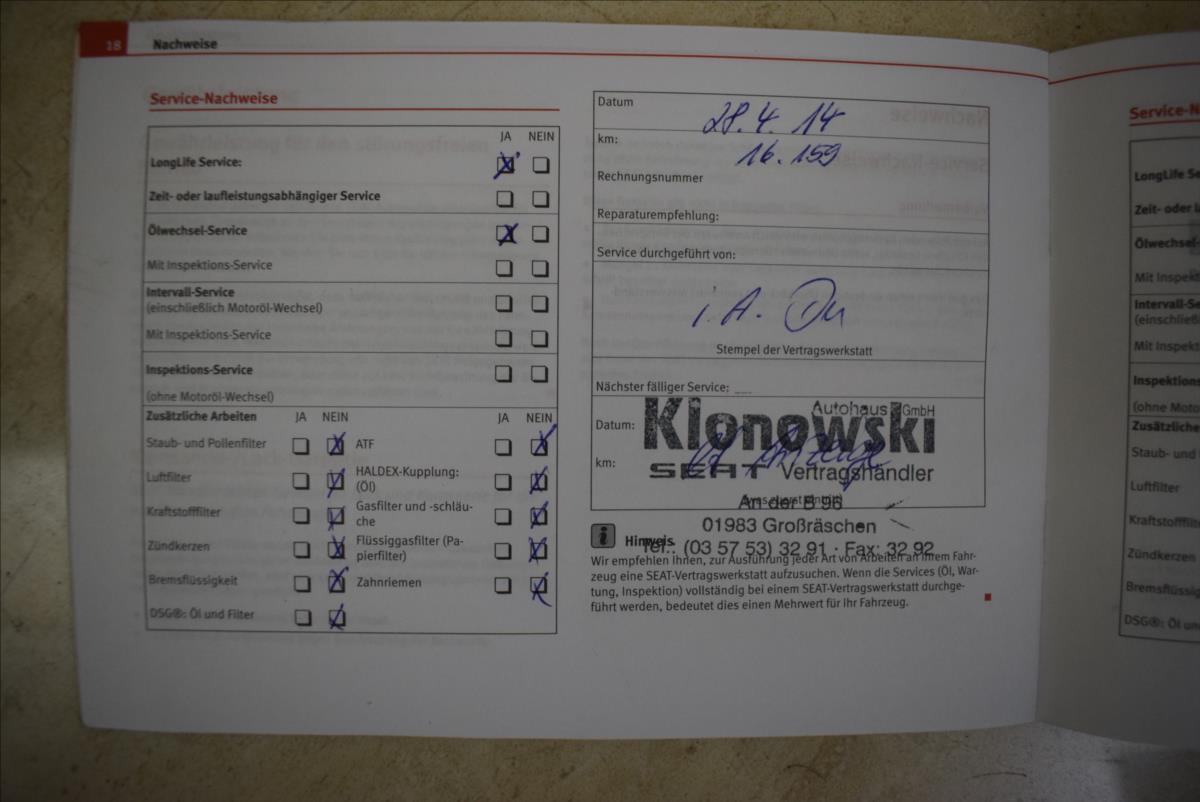 18 Nachweise
Service-Nachweise
JA NEIN
LongLife Service:
Zeit- oder laufleistungsabhängiger Service
Ölwechsel-Service
Mit Inspektions-Service
Intervall-Service
(einschließlich Motoröl-Wechsel)
Mit Inspektions-Service
Inspektions-Service
(ohne Motoröl-Wechsel)
Zusätzliche Arbeiten JA NEIN JA NEIN
Staub- und Pollenfilter ATF
Luftfilter HALDEX-Kupplung:
(Öl)
Kraftstofffilter Gasfilter und -schläu-
che
Zündkerzen Flüssiggasfilter (Pa-
pierfilter)
Bremsflüssigkeit Zahnriemen
DSG®: Öl und Filter
Datum 28.4.14
km: 16.159
Rechnungsnummer
Reparaturempfehlung:
Service durchgeführt von:
i.A.
Stempel der Vertragswerkstatt
Nächster fälliger Service:
Datum:
km:
Autohaus GmbH
Klonowski
SEAT Vertragshändler
An der B 96
01983 Großräschen
Tel.: (03 57 53) 32 91 · Fax: 32 92
Hinweis
Wir empfehlen Ihnen, zur Ausführung jeder Art von Arbeiten an Ihrem Fahr-
zeug eine SEAT-Vertragswerkstatt aufzusuchen. Wenn die Services (Öl, War-
tung, Inspektion) vollständig bei einem SEAT-Vertragswerkstatt durchge-
führt werden, bedeutet dies einen Mehrwert für Ihr Fahrzeug.
Service-N
LongLife Se
Zeit- oder la
Ölwechsel-
Mit Inspekt
Intervall-Se
(einschließ
Mit Inspekt
Inspektions
(ohne Moto
Zusätzliche
Staub- und
Luftfilter
Kraftstofffi
Zündkerzen
Bremsflüssig
DSG®: Öl un